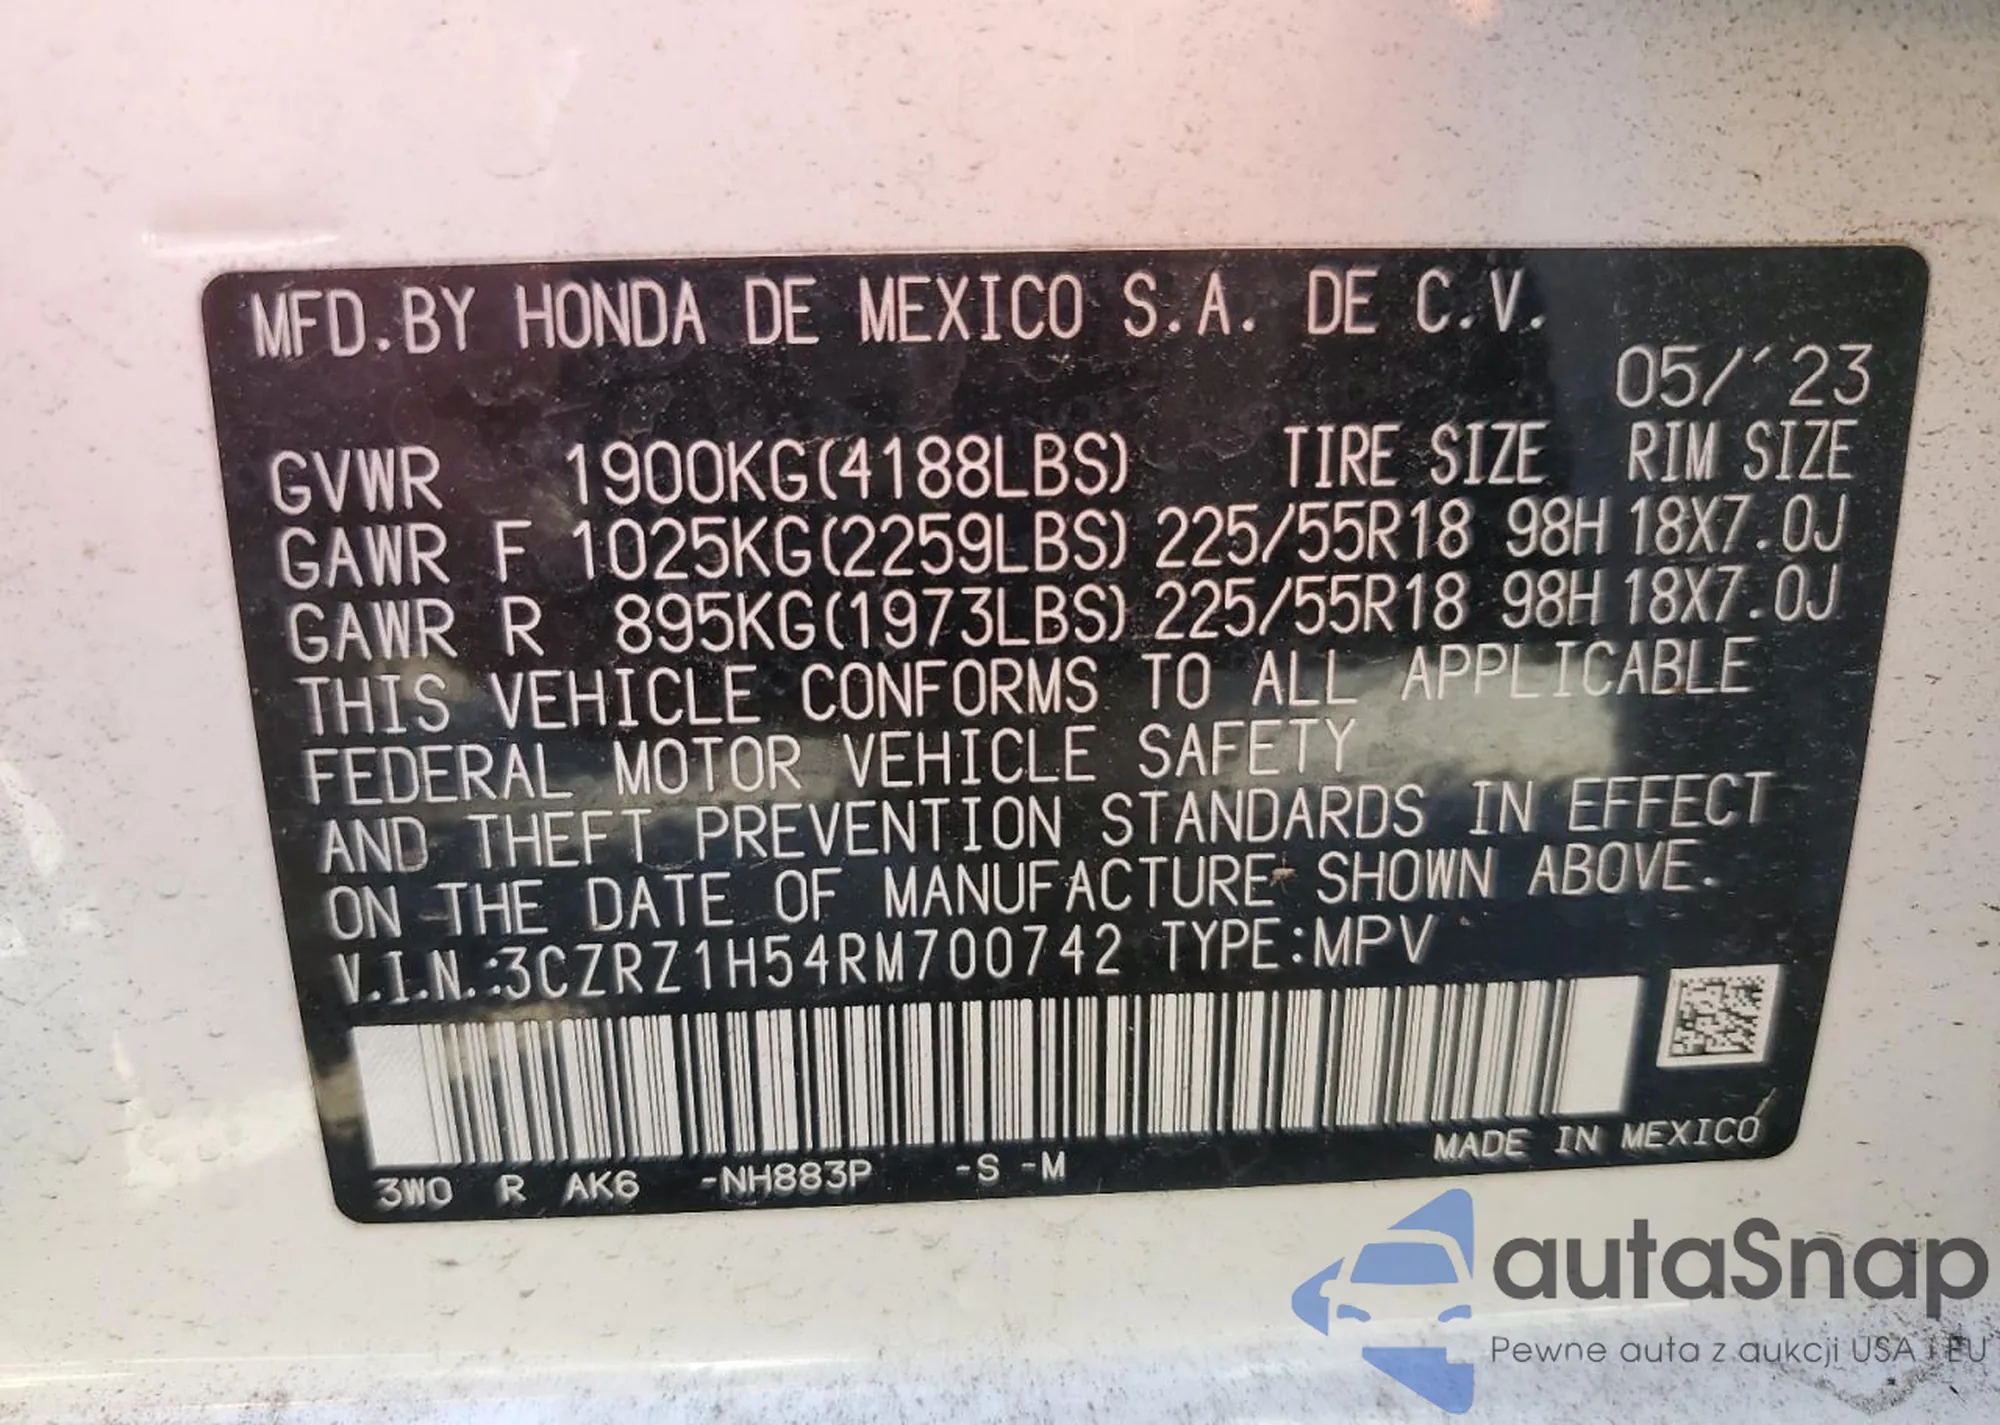 MFD.BY HONDA DE MEXICO S.A. DE C.V.
05/´23
GVWR 1900KG(4188LBS) TIRE SIZE RIM SIZE
GAWR F 1025KG(2259LBS) 225/55R18 98H 18X7.0J
GAWR R 895KG(1973LBS) 225/55R18 98H 18X7.0J
THIS VEHICLE CONFORMS TO ALL APPLICABLE
FEDERAL MOTOR VEHICLE SAFETY
AND THEFT PREVENTION STANDARDS IN EFFECT
ON THE DATE OF MANUFACTURE SHOWN ABOVE.
V.I.N.:3CZRZ1H54RM700742 TYPE:MPV
MADE IN MEXICO
3W0 R AK6 -NH883P -S -M
autaSnap
Pewne auta z aukcji USA i EU